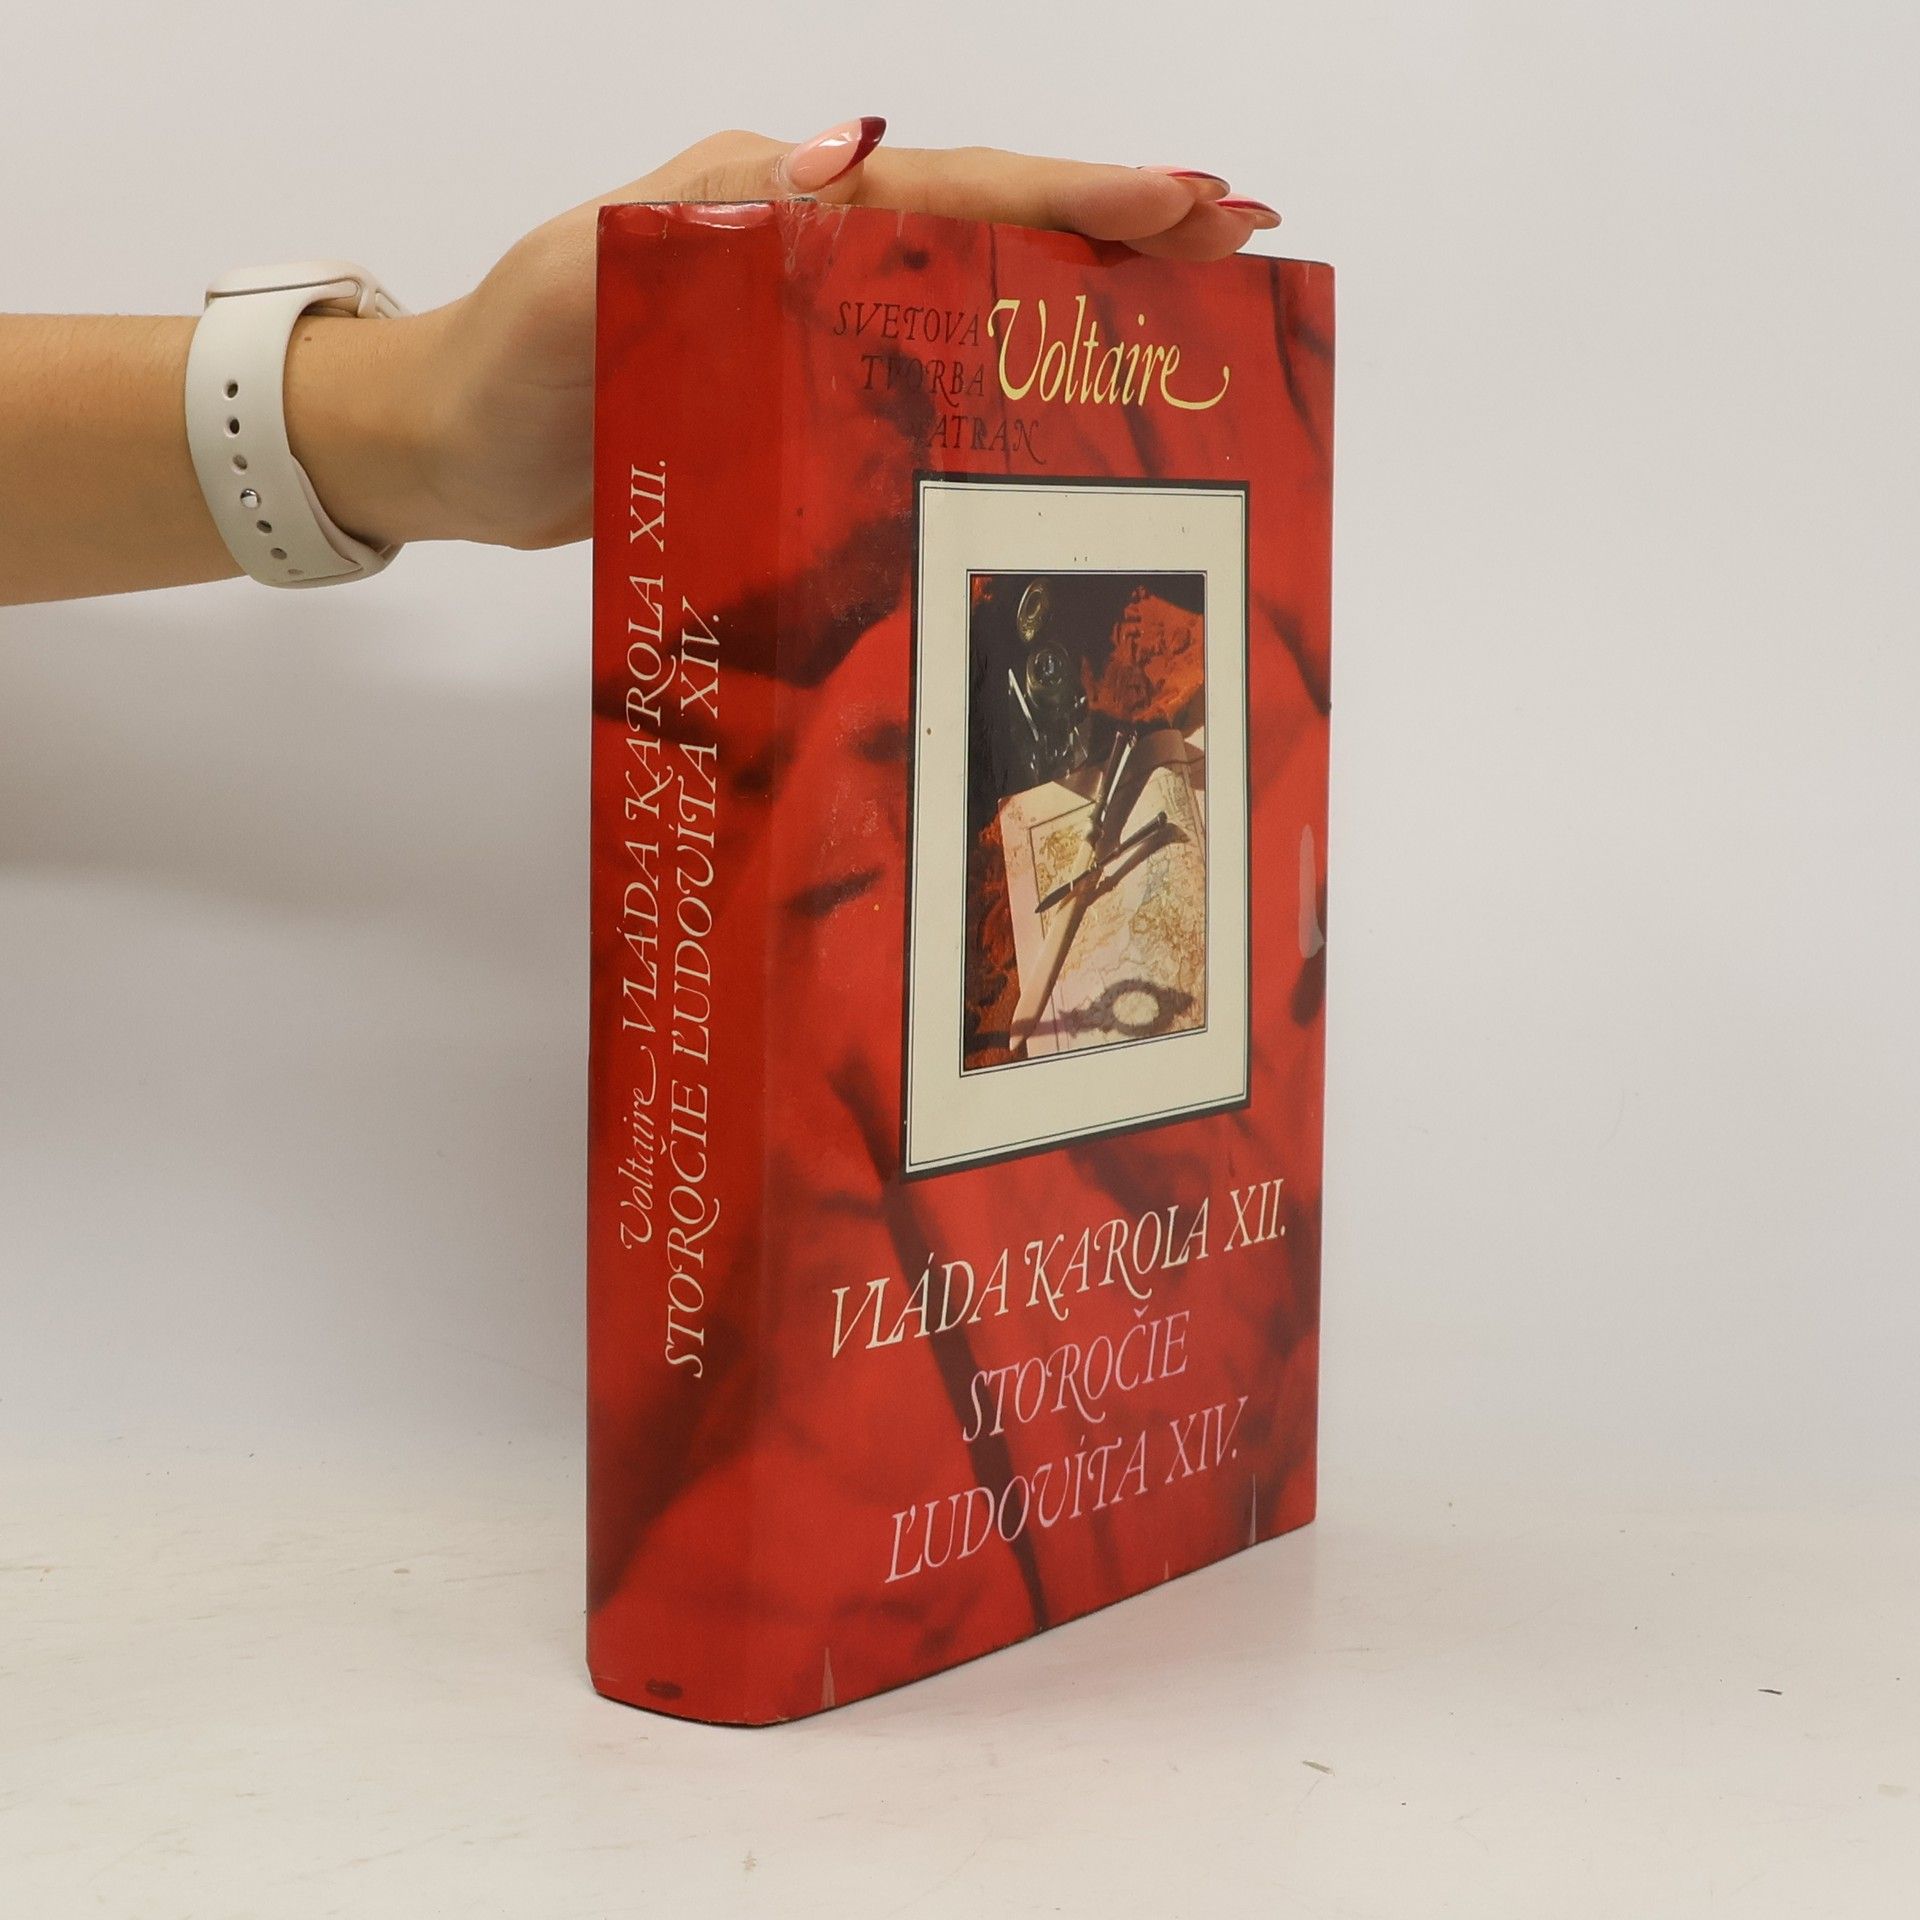 Voltaire VLÁDA KAROLA XII.
STOROČIE ĽUDOVÍTA XIV.
SVETOVÁ
TVORBA
TATRAN
Voltaire
VLÁDA KAROLA XII.
STOROČIE
ĽUDOVÍTA XIV.